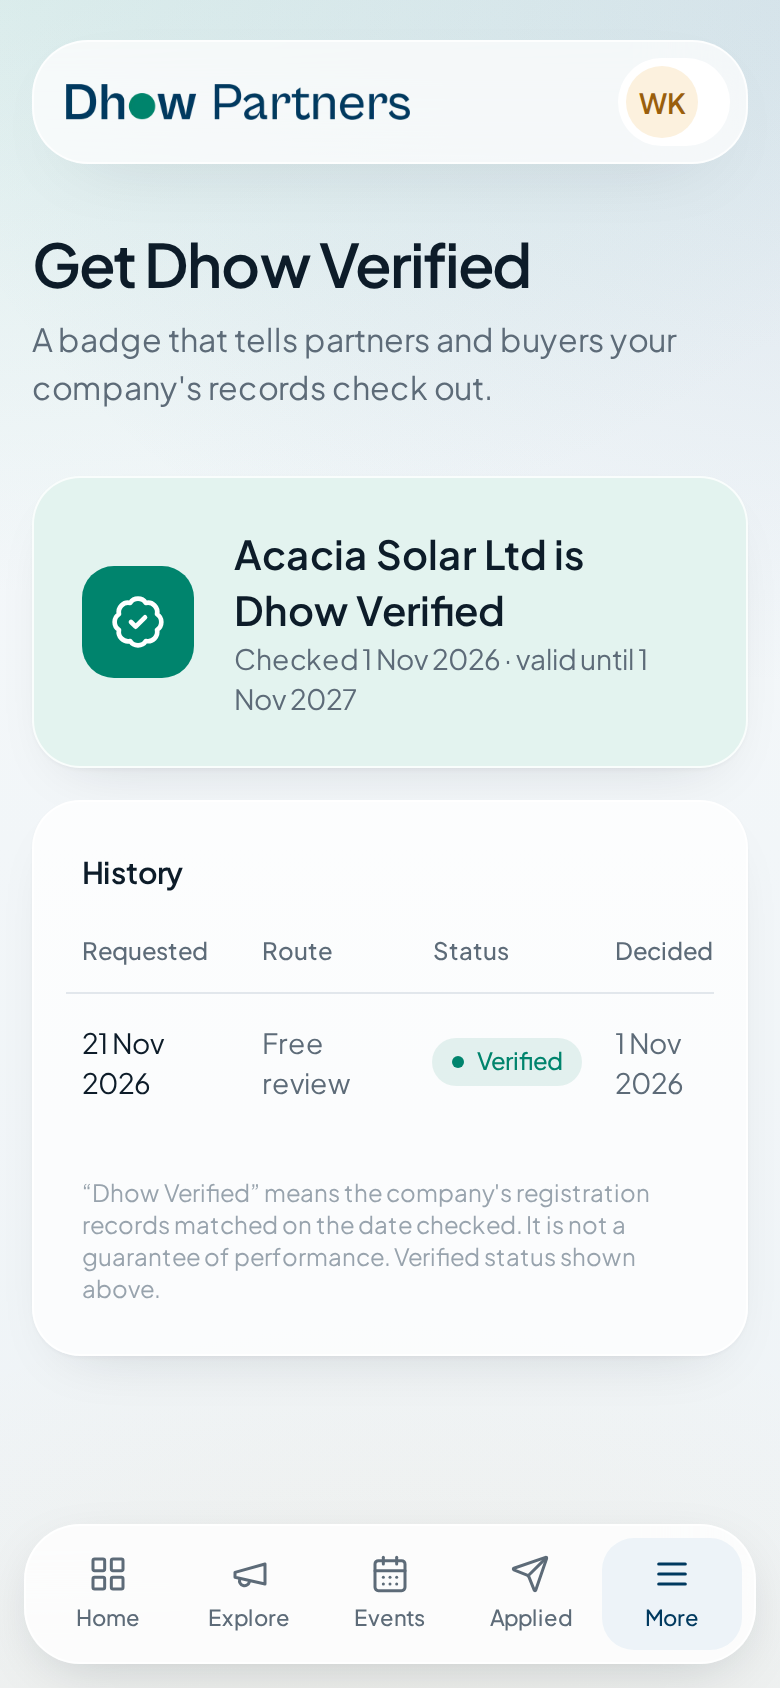 Dhow Partners
WK
Get Dhow Verified
A badge that tells partners and buyers your
company's records check out.
Acacia Solar Ltd is
Dhow Verified
Checked 1 Nov 2026 · valid until 1
Nov 2027
History
Requested Route Status Decided
21 Nov 2026 Free review Verified 1 Nov 2026
“Dhow Verified” means the company's registration
records matched on the date checked. It is not a
guarantee of performance. Verified status shown
above.
Home Explore Events Applied More